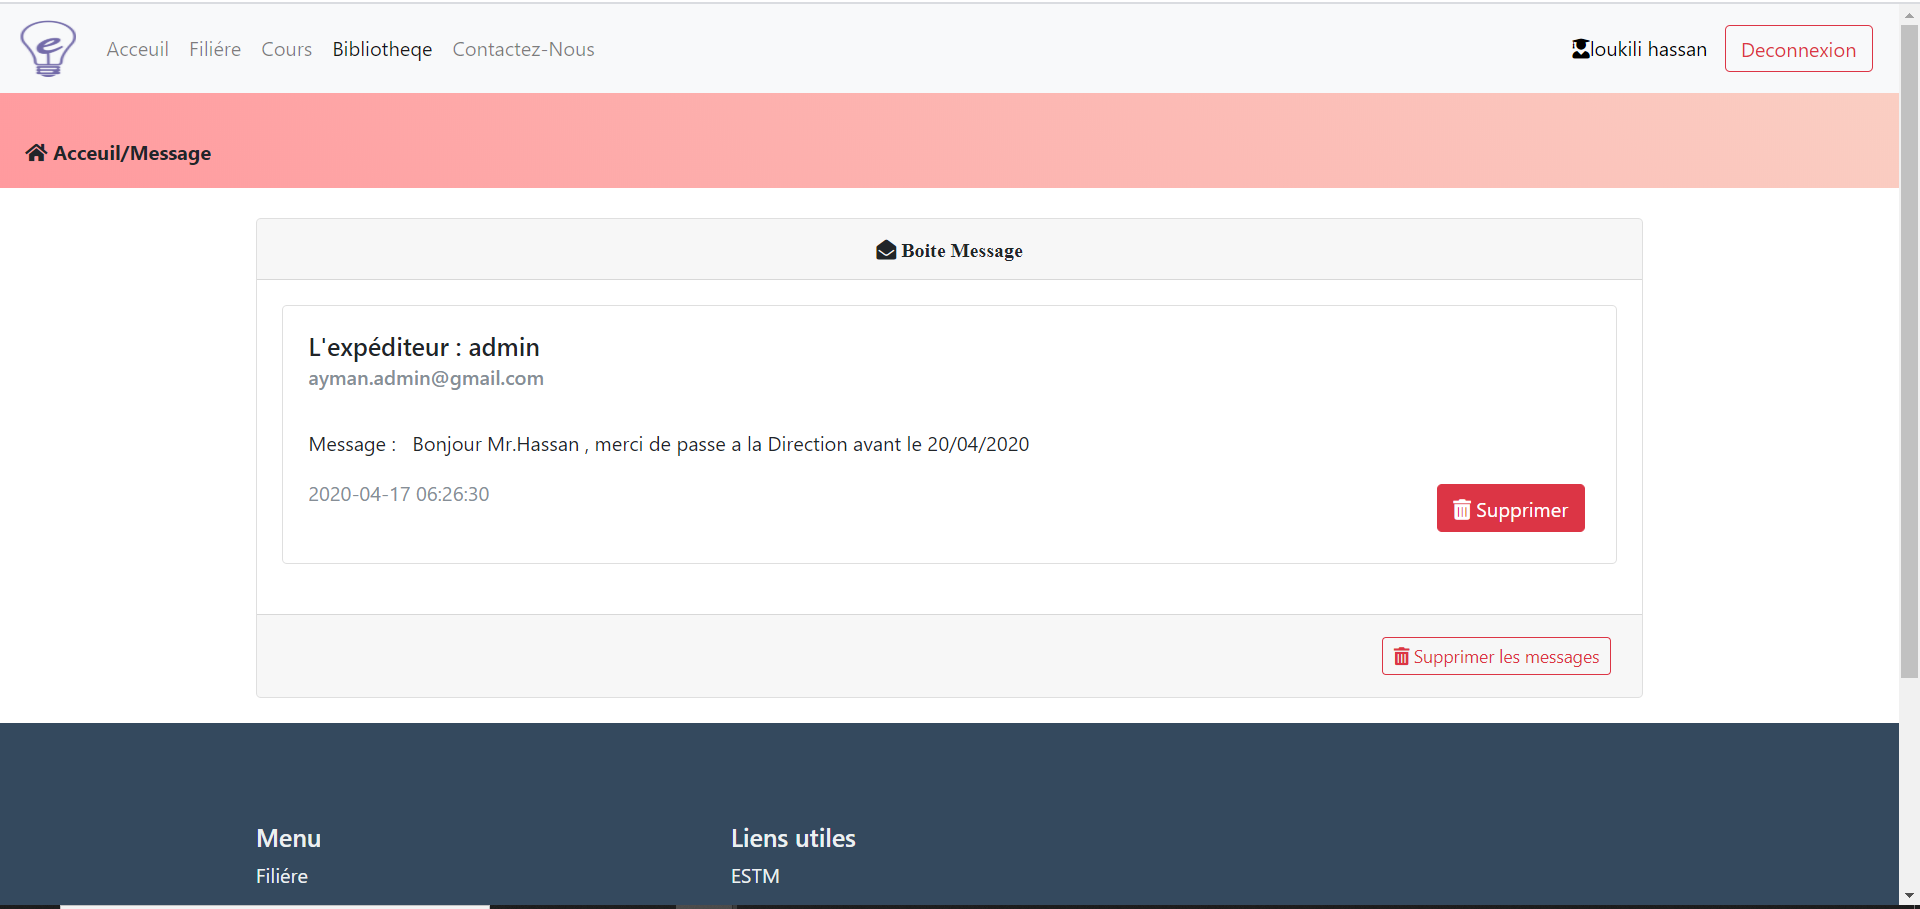 e
Acceuil Filiére Cours Bibliotheqe Contactez-Nous loukili hassan Deconnexion
Acceuil/Message
Boite Message
L'expéditeur : admin
ayman.admin@gmail.com
Message : Bonjour Mr.Hassan , merci de passe a la Direction avant le 20/04/2020
2020-04-17 06:26:30
Supprimer
Supprimer les messages
Menu Liens utiles
Filiére ESTM